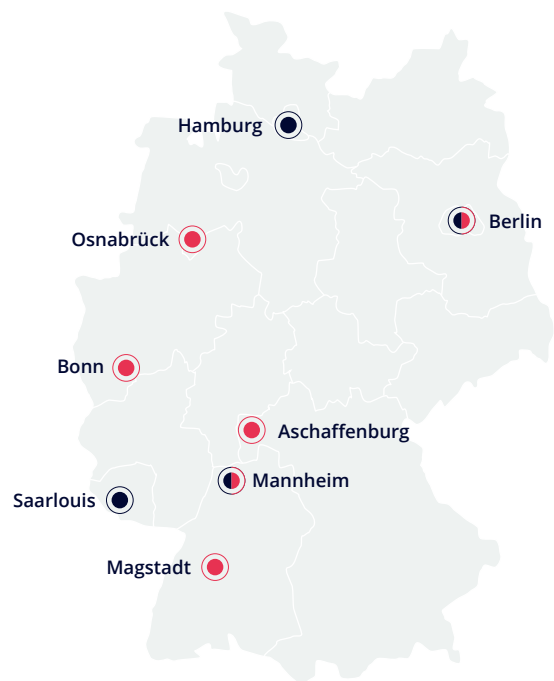 Hamburg
Berlin
Osnabrück
Bonn
Aschaffenburg
Mannheim
Saarlouis
Magstadt